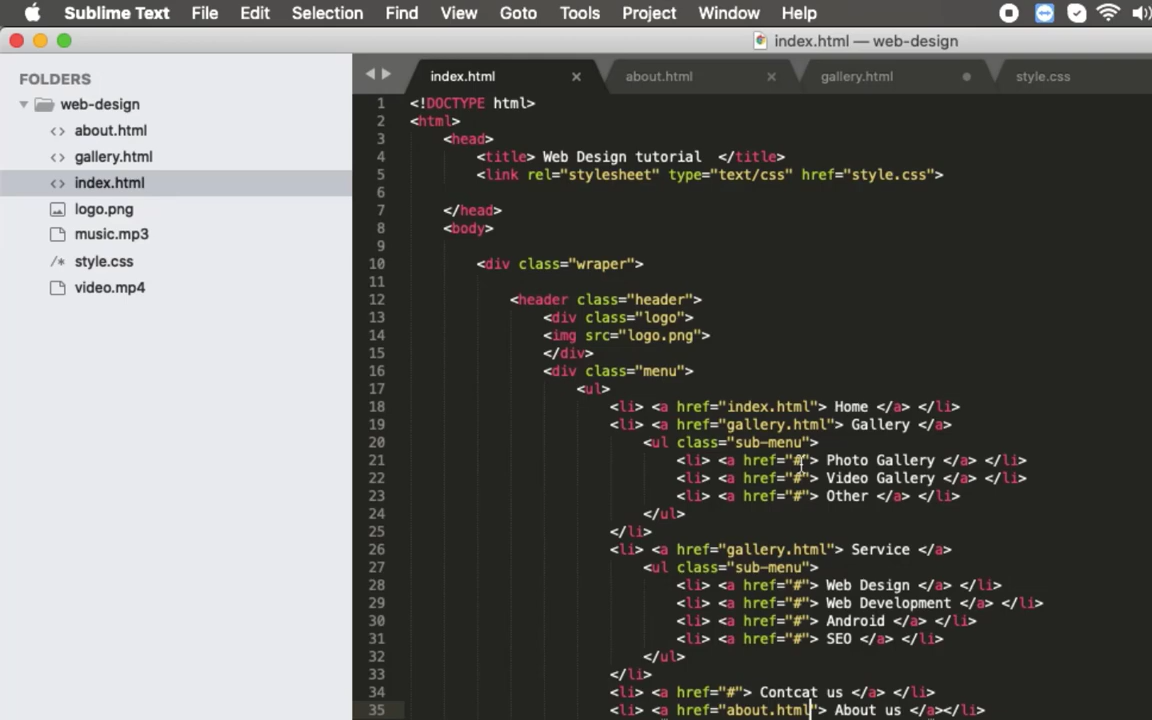 Sublime Text File Edit Selection Find View Goto Tools Project Window Help
index.html — web-design
FOLDERS
web-design
about.html
gallery.html
index.html
logo.png
music.mp3
style.css
video.mp4
index.html about.html gallery.html style.css
1 <!DOCTYPE html>
2 <html>
3 <head>
4 <title> Web Design tutorial </title>
5 <link rel="stylesheet" type="text/css" href="style.css">
6
7 </head>
8 <body>
9
10 <div class="wraper">
11
12 <header class="header">
13 <div class="logo">
14 <img src="logo.png">
15 </div>
16 <div class="menu">
17 <ul>
18 <li> <a href="index.html"> Home </a> </li>
19 <li> <a href="gallery.html"> Gallery </a>
20 <ul class="sub-menu">
21 <li> <a href="#"> Photo Gallery </a> </li>
22 <li> <a href="#"> Video Gallery </a> </li>
23 <li> <a href="#"> Other </a> </li>
24 </ul>
25 </li>
26 <li> <a href="gallery.html"> Service </a>
27 <ul class="sub-menu">
28 <li> <a href="#"> Web Design </a> </li>
29 <li> <a href="#"> Web Development </a> </li>
30 <li> <a href="#"> Android </a> </li>
31 <li> <a href="#"> SEO </a> </li>
32 </ul>
33 </li>
34 <li> <a href="#"> Contcat us </a> </li>
35 <li> <a href="about.html"> About us </a></li>